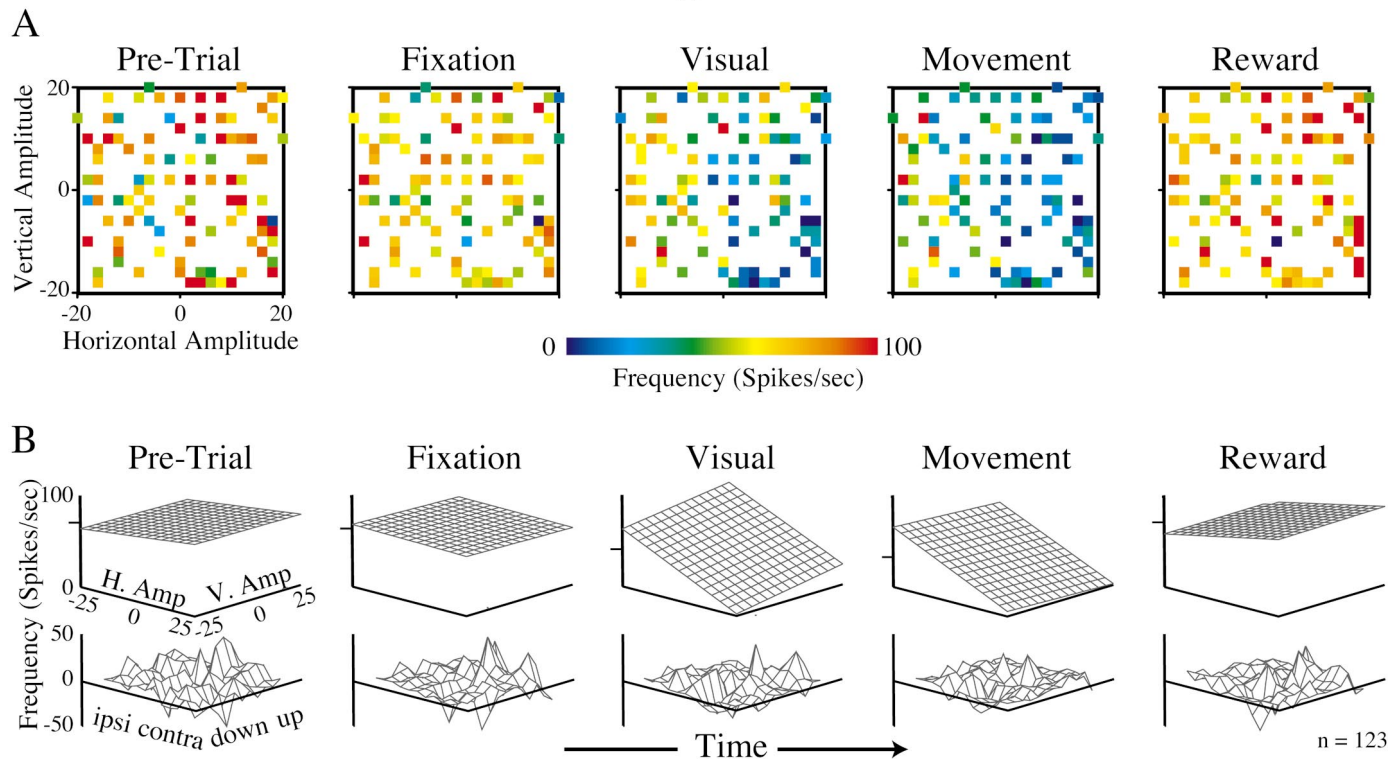 A
Pre-Trial Fixation Visual Movement Reward
Vertical Amplitude
20
0
-20
-20 0 20
Horizontal Amplitude
0 100
Frequency (Spikes/sec)
B
Pre-Trial Fixation Visual Movement Reward
Frequency (Spikes/sec)
100
0
H. Amp V. Amp
-25 0 25 -25 0 25
50
0
-50
ipsi contra down up
Time
n = 123